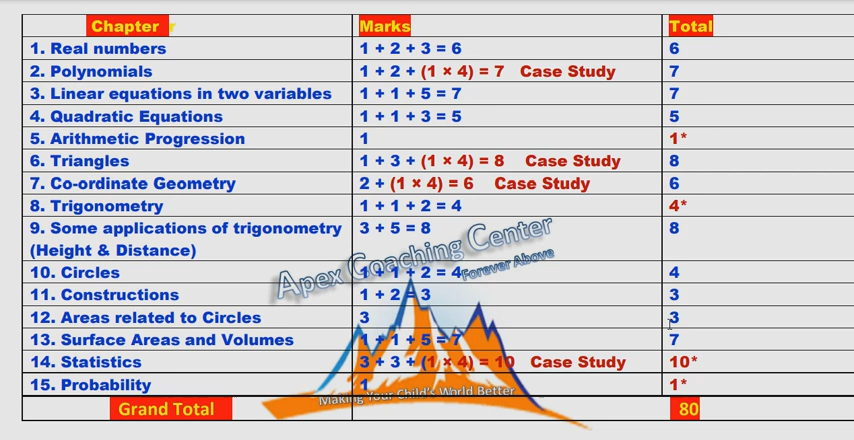 Chapter Marks Total
1. Real numbers 1 + 2 + 3 = 6 6
2. Polynomials 1 + 2 + (1 × 4) = 7 Case Study 7
3. Linear equations in two variables 1 + 1 + 5 = 7 7
4. Quadratic Equations 1 + 1 + 3 = 5 5
5. Arithmetic Progression 1 1*
6. Triangles 1 + 3 + (1 × 4) = 8 Case Study 8
7. Co-ordinate Geometry 2 + (1 × 4) = 6 Case Study 6
8. Trigonometry 1 + 1 + 2 = 4 4*
9. Some applications of trigonometry 3 + 5 = 8 8
(Height & Distance)
Apex Coaching Center
Forever Above
10. Circles 1 + 1 + 2 = 4 4
11. Constructions 1 + 2 = 3 3
12. Areas related to Circles 3 3
13. Surface Areas and Volumes 1 + 1 + 5 = 7 7
14. Statistics 3 + 3 + (1 × 4) = 10 Case Study 10*
15. Probability 1 1*
Making Your Child's World Better
Grand Total 80